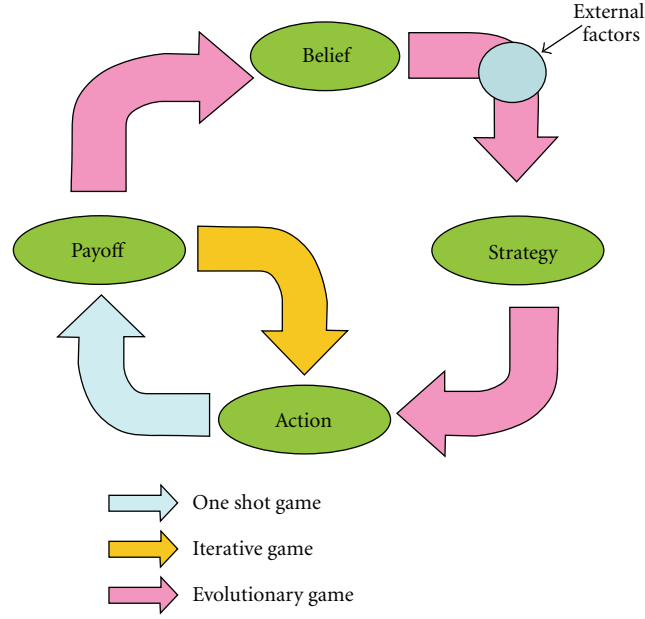 External
factors
Belief
Payoff
Strategy
Action
One shot game
Iterative game
Evolutionary game